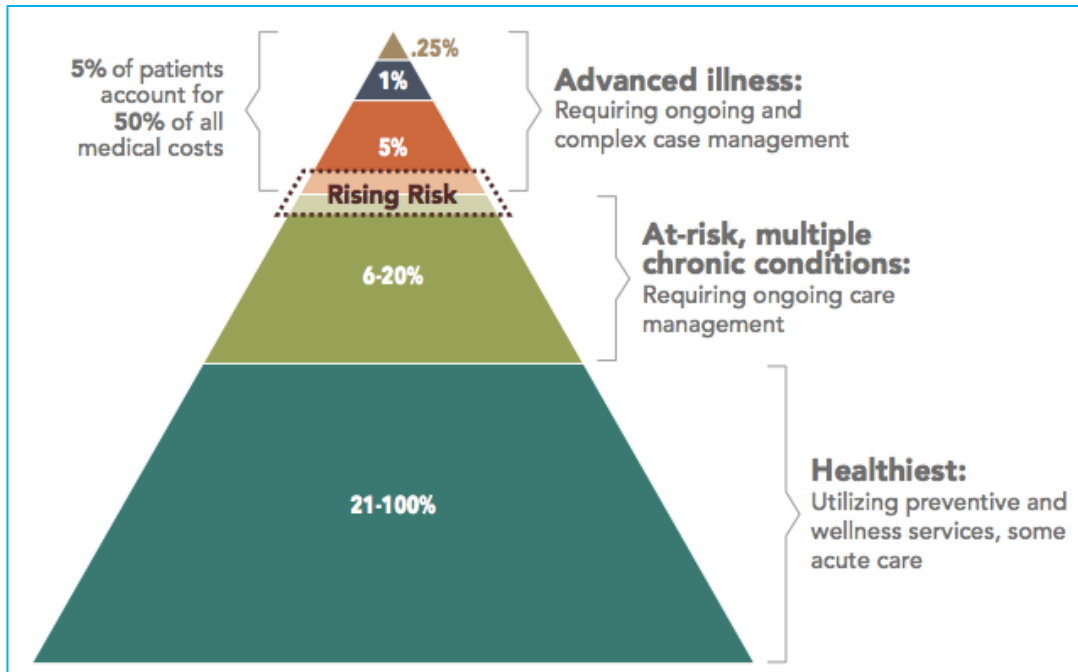 5% of patients
account for
50% of all
medical costs
.25%
1%
5%
Rising Risk
6-20%
21-100%
Advanced illness:
Requiring ongoing and
complex case management
At-risk, multiple
chronic conditions:
Requiring ongoing care
management
Healthiest:
Utilizing preventive and
wellness services, some
acute care